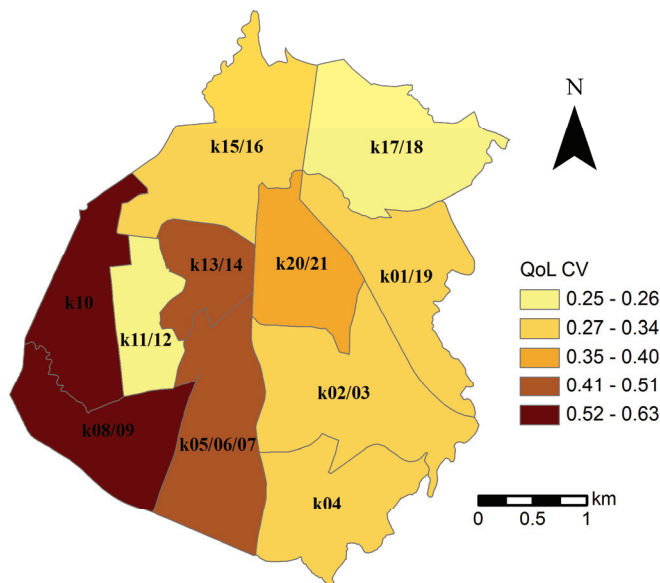 N
k15/16
k17/18
k13/14
k20/21
k01/19
k10
k11/12
k02/03
k08/09
k05/06/07
k04
QoL CV
0.25 - 0.26
0.27 - 0.34
0.35 - 0.40
0.41 - 0.51
0.52 - 0.63
km
0 0.5 1